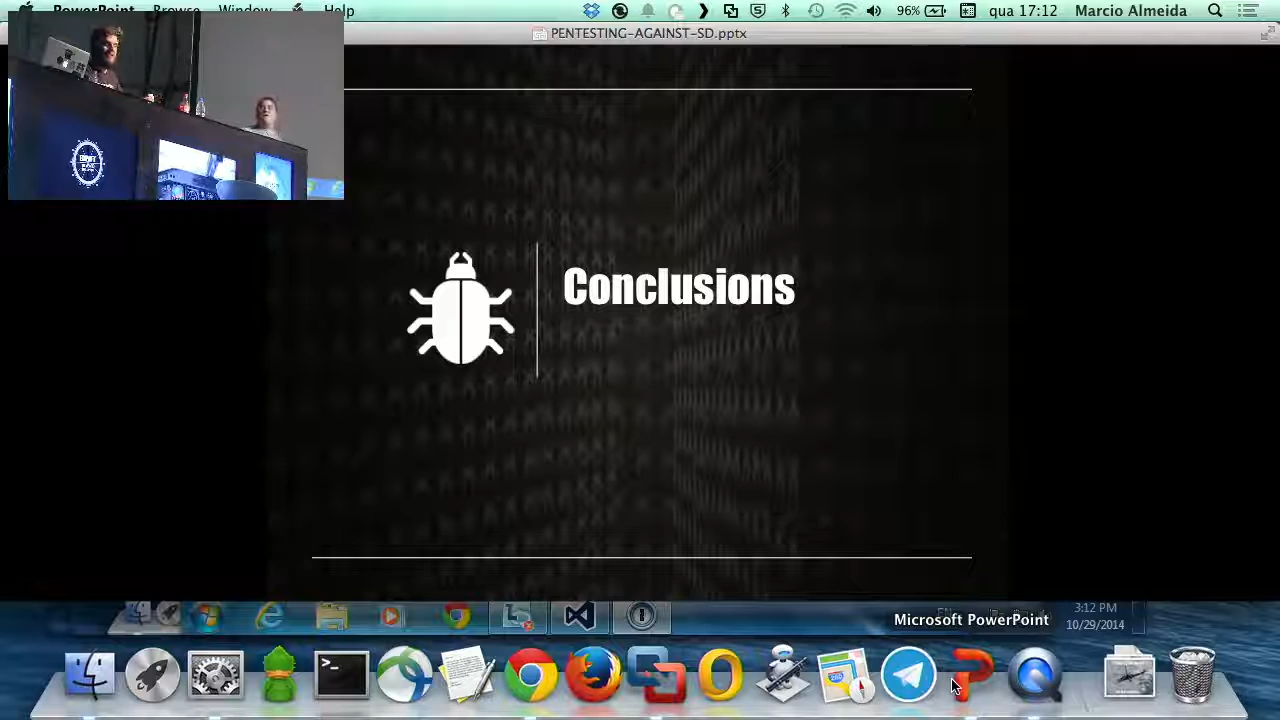 PowerPoint Browse Window Help 96% qua 17:12 Marcio Almeida
PENTESTING-AGAINST-SD.pptx
Conclusions
3:12 PM
Microsoft PowerPoint
10/29/2014